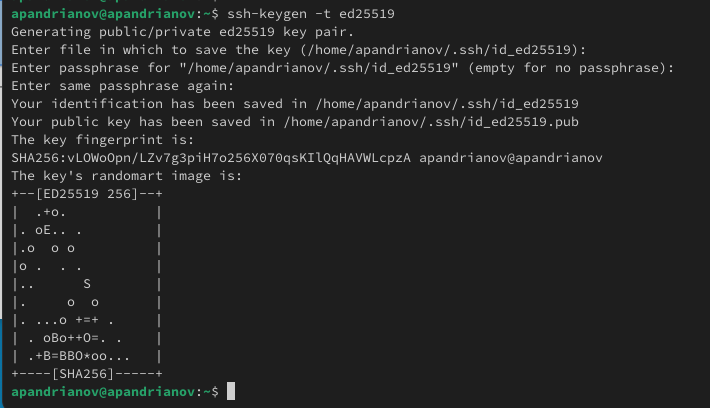 apandrianov@apandrianov:~$ ssh-keygen -t ed25519
Generating public/private ed25519 key pair.
Enter file in which to save the key (/home/apandrianov/.ssh/id_ed25519):
Enter passphrase for "/home/apandrianov/.ssh/id_ed25519" (empty for no passphrase):
Enter same passphrase again:
Your identification has been saved in /home/apandrianov/.ssh/id_ed25519
Your public key has been saved in /home/apandrianov/.ssh/id_ed25519.pub
The key fingerprint is:
SHA256:vLOWoOpn/LZv7g3piH7o256X070qsKIlQqHAVWLcpzA apandrianov@apandrianov
The key's randomart image is:
+--[ED25519 256]--+
|  .+o.           |
|. oE.. .         |
|.o  o o          |
|o .  . .         |
|..      S        |
|.     o  o       |
|. ...o +=+ .     |
| . oBo++O=. .    |
| .+B=BBO*oo...   |
+----[SHA256]-----+
apandrianov@apandrianov:~$